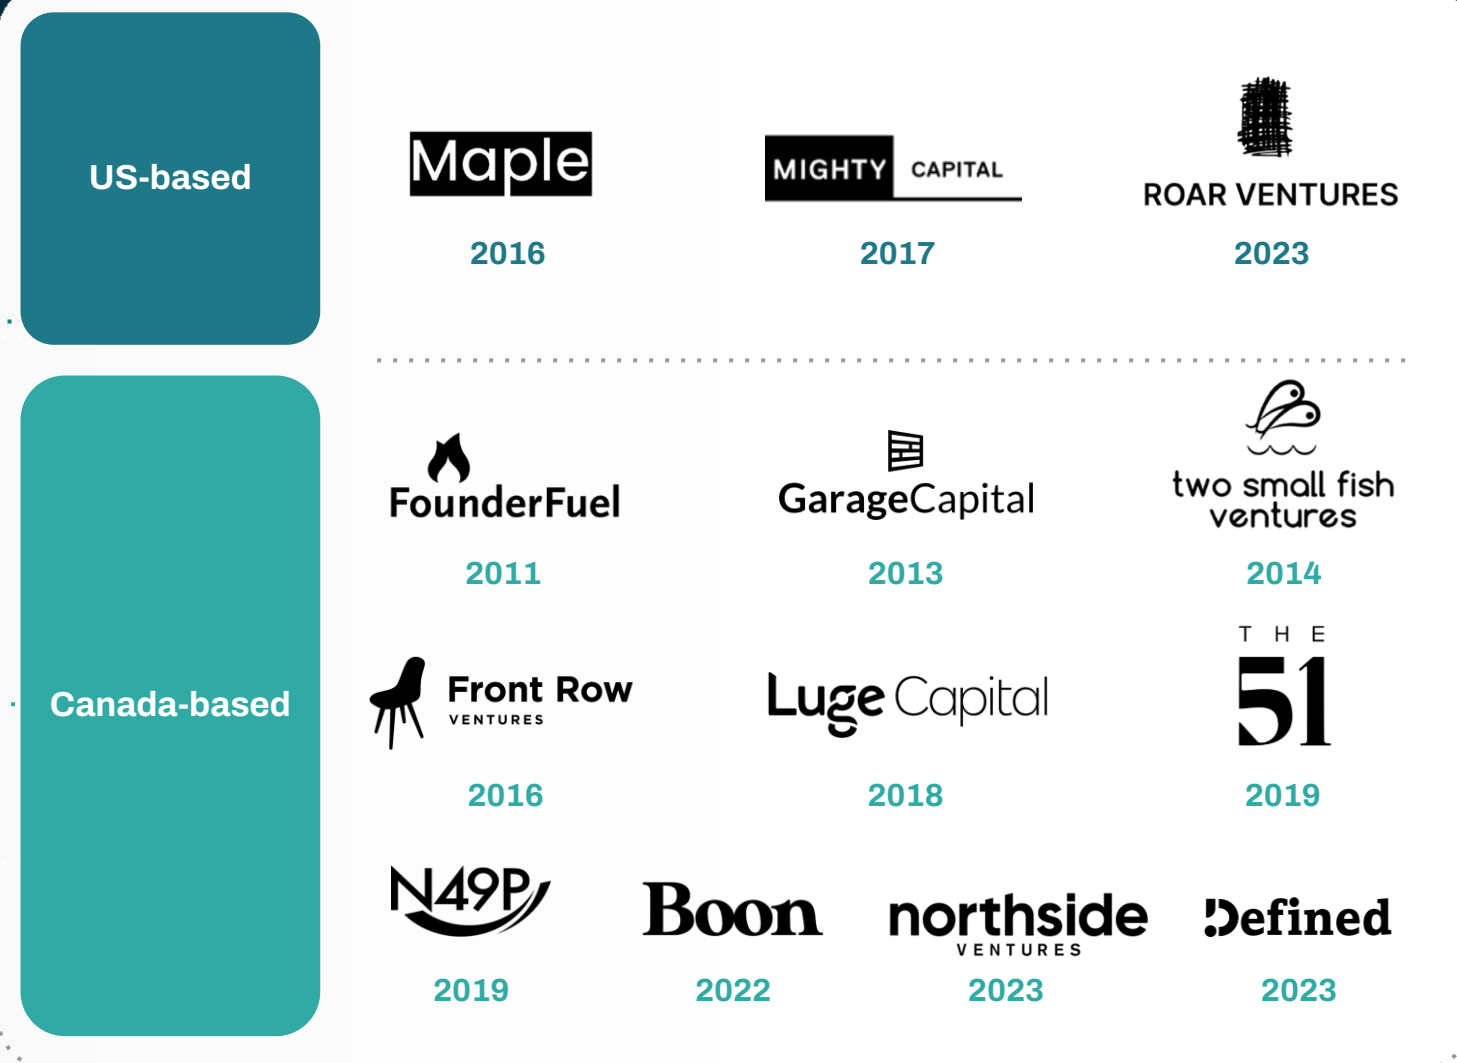 US-based
Maple
MIGHTY CAPITAL
ROAR VENTURES
2016
2017
2023
Canada-based
FounderFuel
GarageCapital
two small fish
ventures
2011
2013
2014
Front Row
VENTURES
Luge Capital
THE
51
2016
2018
2019
N49P
Boon
northside
VENTURES
Defined
2019
2022
2023
2023